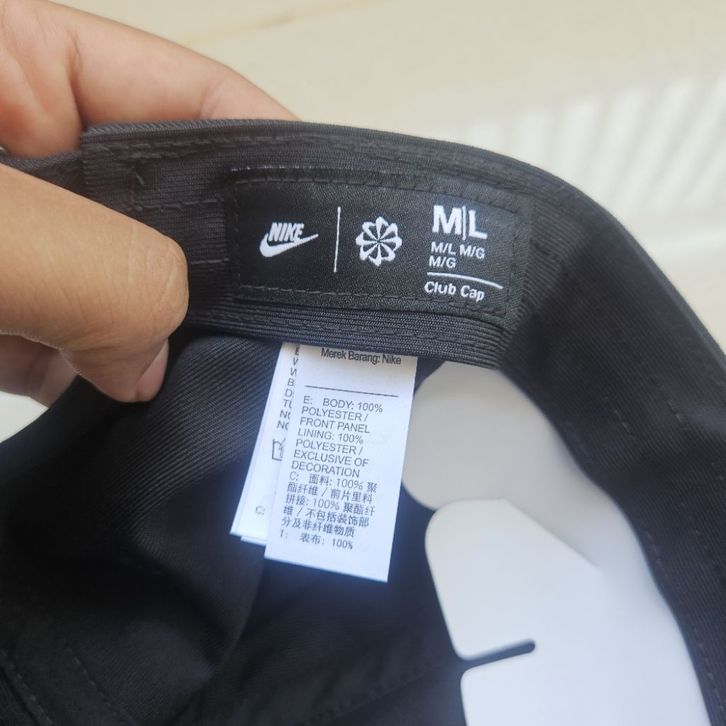 NIKE
M|L
M/L M/G
M/G
Club Cap
Merek Barang: Nike
E: BODY: 100%
POLYESTER /
FRONT PANEL
LINING: 100%
POLYESTER /
EXCLUSIVE OF
DECORATION
C: 面料: 100% 聚
酯纤维 / 前片里料
拼接: 100% 聚酯纤
维 / 不包括装饰部
分及非纤维物质
T: 表布: 100%
C: